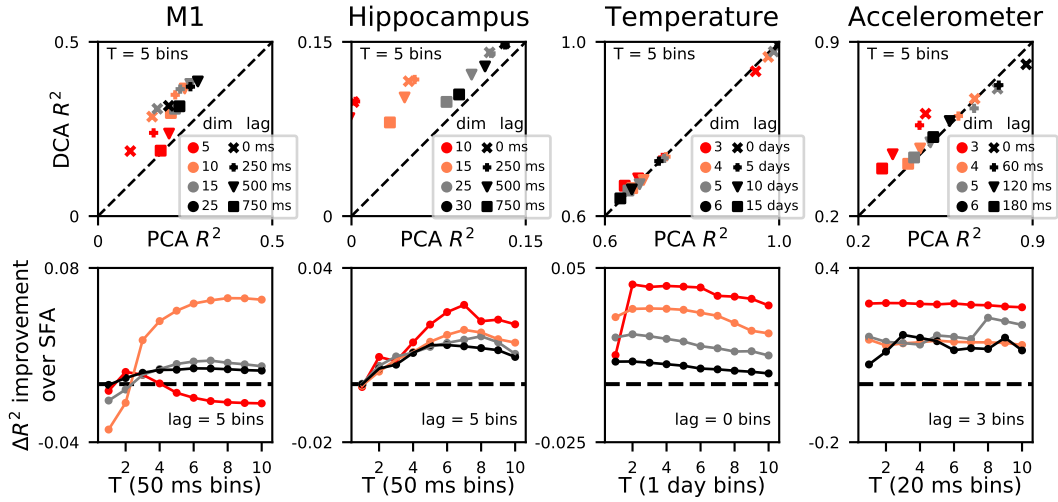 M1
Hippocampus
Temperature
Accelerometer
0.5
T = 5 bins
DCA R²
dim lag
5 0 ms
10 250 ms
15 500 ms
25 750 ms
0
0
PCA R²
0.5
0.15
T = 5 bins
dim lag
10 0 ms
15 250 ms
25 500 ms
30 750 ms
0
0
PCA R²
0.15
1.0
T = 5 bins
dim lag
3 0 days
4 5 days
5 10 days
6 15 days
0.6
0.6
PCA R²
1.0
0.9
T = 5 bins
dim lag
3 0 ms
4 60 ms
5 120 ms
6 180 ms
0.2
0.2
PCA R²
0.9
ΔR² improvement
over SFA
0.08
lag = 5 bins
-0.04
2 4 6 8 10
T (50 ms bins)
0.04
lag = 5 bins
-0.02
2 4 6 8 10
T (50 ms bins)
0.05
lag = 0 bins
-0.025
2 4 6 8 10
T (1 day bins)
0.4
lag = 3 bins
-0.2
2 4 6 8 10
T (20 ms bins)